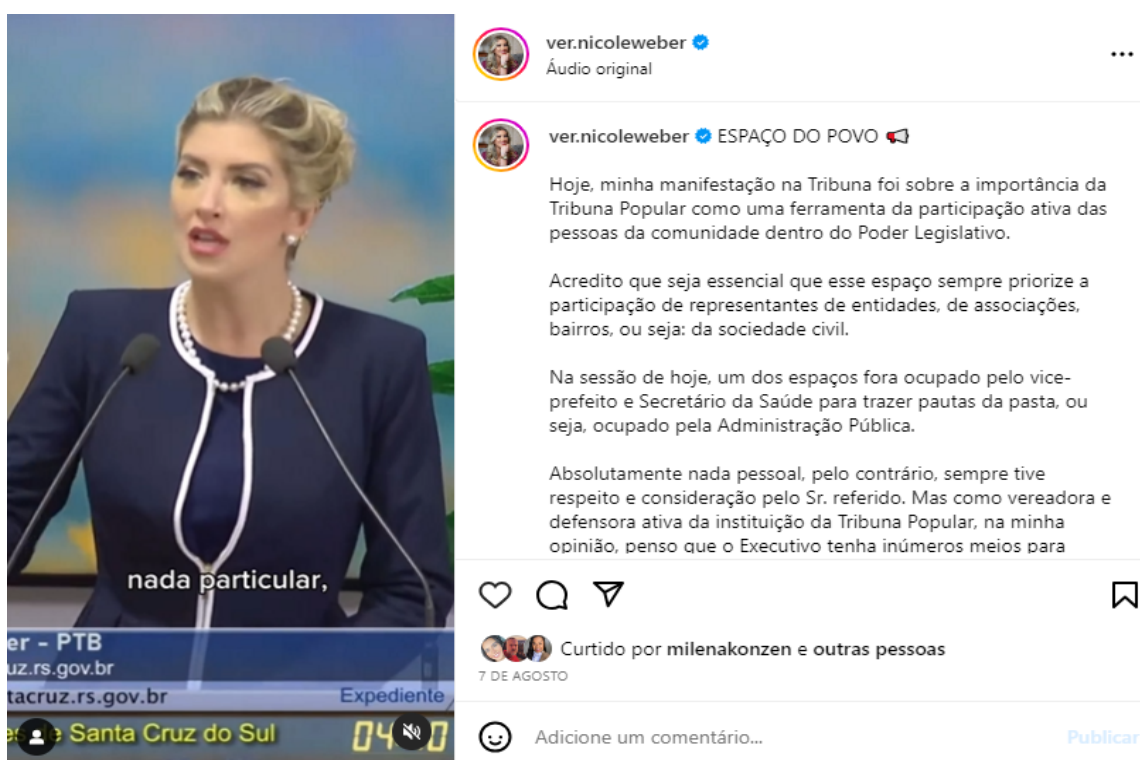 ver.nicoleweber
Áudio original
ver.nicoleweber ESPAÇO DO POVO
Hoje, minha manifestação na Tribuna foi sobre a importância da
Tribuna Popular como uma ferramenta da participação ativa das
pessoas da comunidade dentro do Poder Legislativo.
Acredito que seja essencial que esse espaço sempre priorize a
participação de representantes de entidades, de associações,
bairros, ou seja: da sociedade civil.
Na sessão de hoje, um dos espaços fora ocupado pelo vice-
prefeito e Secretário da Saúde para trazer pautas da pasta, ou
seja, ocupado pela Administração Pública.
Absolutamente nada pessoal, pelo contrário, sempre tive
respeito e consideração pelo Sr. referido. Mas como vereadora e
defensora ativa da instituição da Tribuna Popular, na minha
opinião, penso que o Executivo tenha inúmeros meios para
nada particular,
er - PTB
uz.rs.gov.br
tacruz.rs.gov.br Expediente
de Santa Cruz do Sul
Curtido por milenakonzen e outras pessoas
7 DE AGOSTO
Adicione um comentário...
Publicar